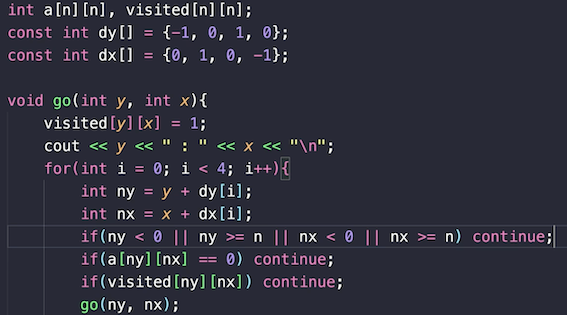 int a[n][n], visited[n][n];
const int dy[] = {-1, 0, 1, 0};
const int dx[] = {0, 1, 0, -1};
void go(int y, int x){
visited[y][x] = 1;
cout << y << " : " << x << "\n";
for(int i = 0; i < 4; i++){
int ny = y + dy[i];
int nx = x + dx[i];
if(ny < 0 || ny >= n || nx < 0 || nx >= n) continue;
if(a[ny][nx] == 0) continue;
if(visited[ny][nx]) continue;
go(ny, nx);